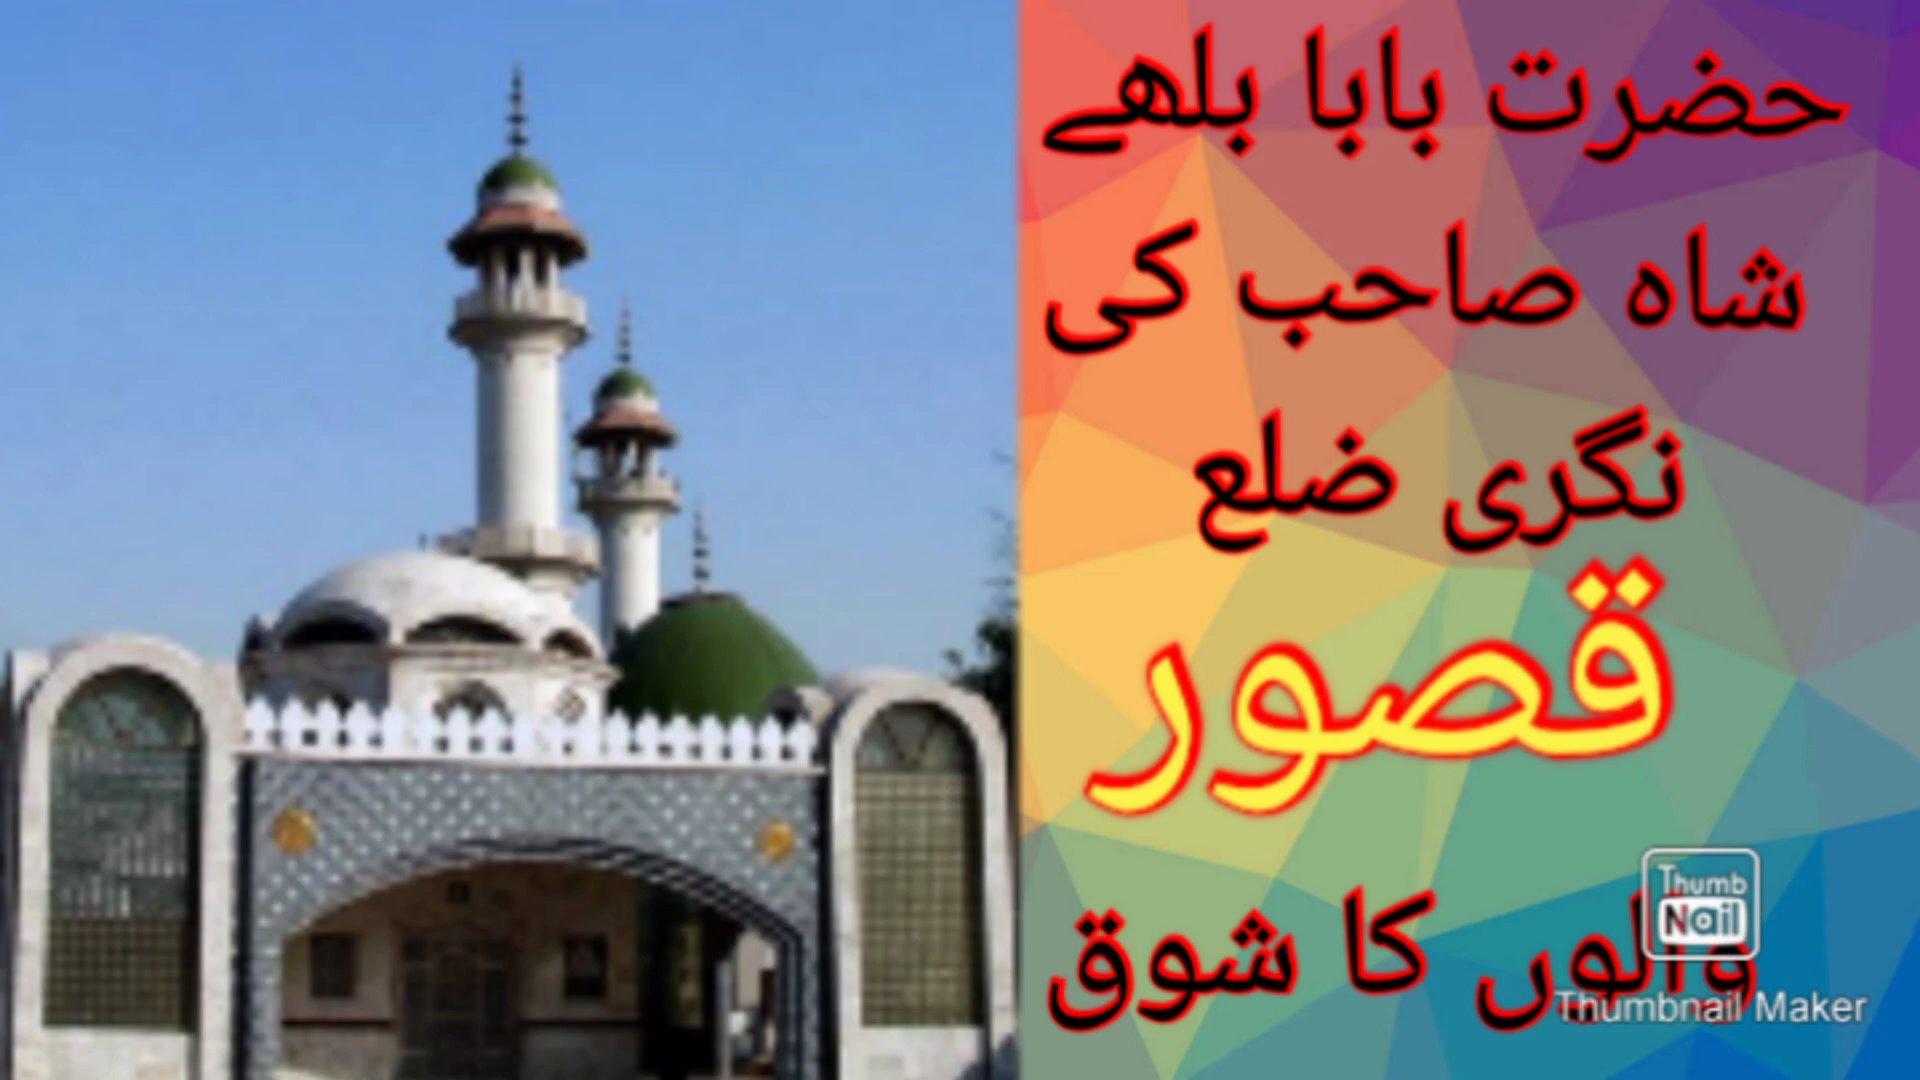 حضرت بابا بلھے
شاہ صاحب کی
نگری ضلع
قصور
والوں کا شوق
Thumb
Nail
Thumbnail Maker